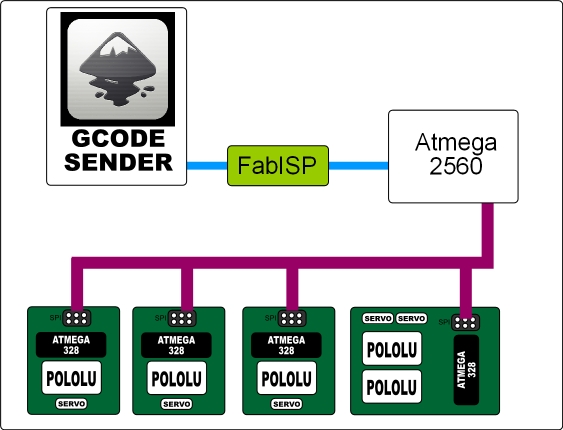 GCODE
SENDER
FabISP
Atmega
2560
SPI
ATMEGA
328
POLOLU
SERVO
SPI
ATMEGA
328
POLOLU
SERVO
SPI
ATMEGA
328
POLOLU
SERVO
SERVO SERVO
SPI
POLOLU
POLOLU
ATMEGA
328